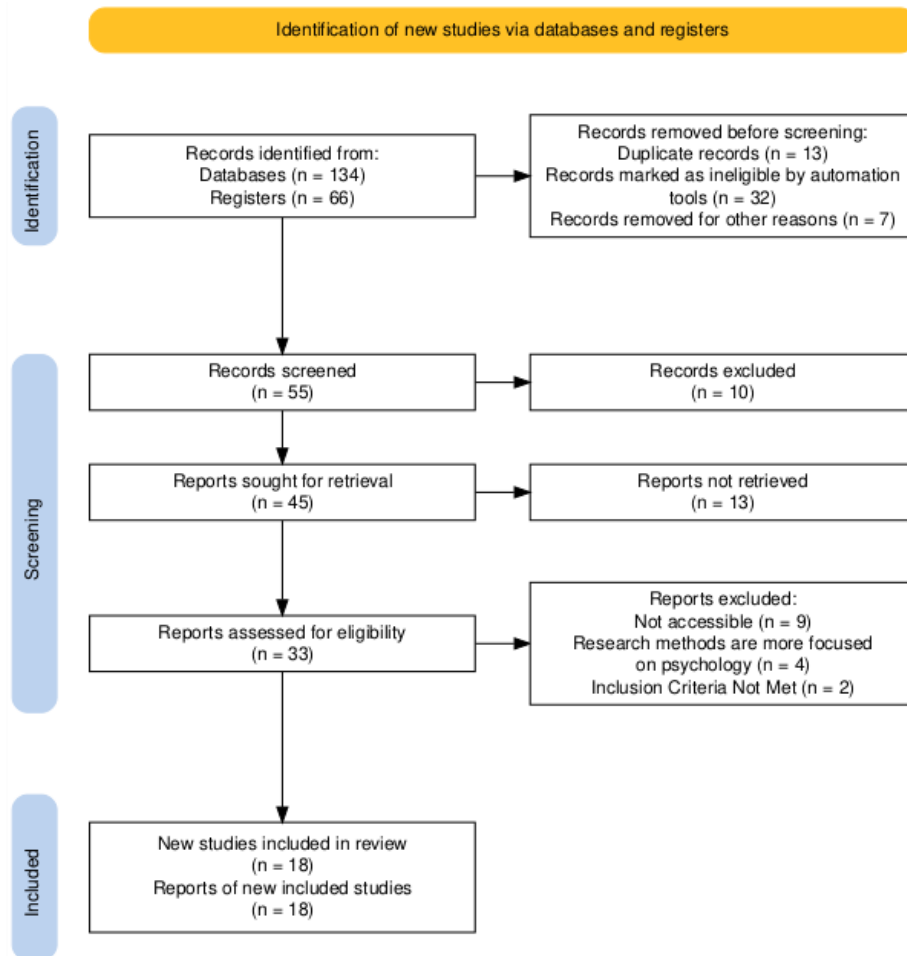 Identification of new studies via databases and registers
Identification
Records identified from:
Databases (n = 134)
Registers (n = 66)
Records removed before screening:
Duplicate records (n = 13)
Records marked as ineligible by automation
tools (n = 32)
Records removed for other reasons (n = 7)
Screening
Records screened
(n = 55)
Records excluded
(n = 10)
Reports sought for retrieval
(n = 45)
Reports not retrieved
(n = 13)
Reports assessed for eligibility
(n = 33)
Reports excluded:
Not accessible (n = 9)
Research methods are more focused
on psychology (n = 4)
Inclusion Criteria Not Met (n = 2)
Included
New studies included in review
(n = 18)
Reports of new included studies
(n = 18)